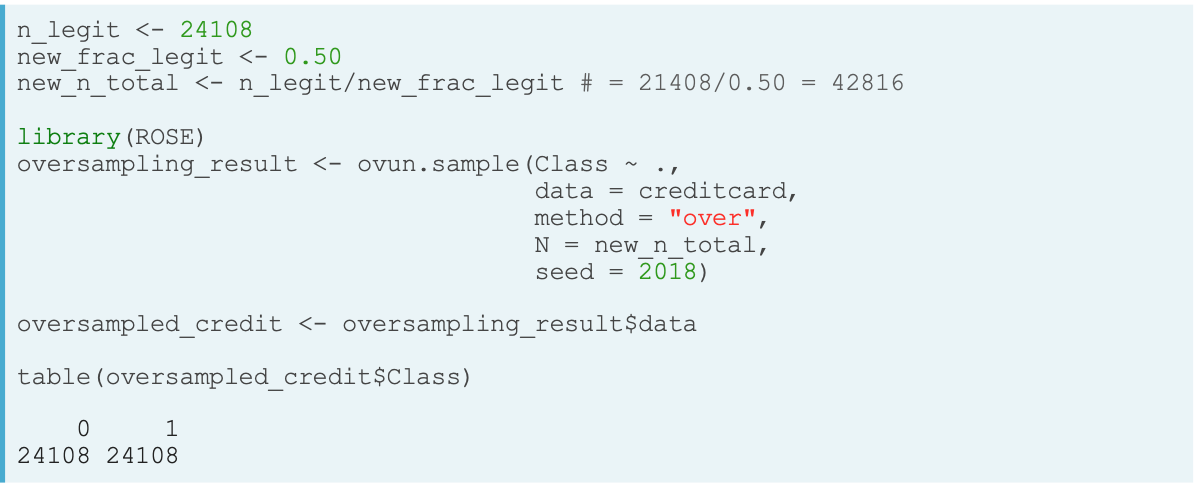 n_legit <- 24108
new_frac_legit <- 0.50
new_n_total <- n_legit/new_frac_legit # = 21408/0.50 = 42816
library(ROSE)
oversampling_result <- ovun.sample(Class ~ .,
data = creditcard,
method = "over",
N = new_n_total,
seed = 2018)
oversampled_credit <- oversampling_result$data
table(oversampled_credit$Class)
0 1
24108 24108